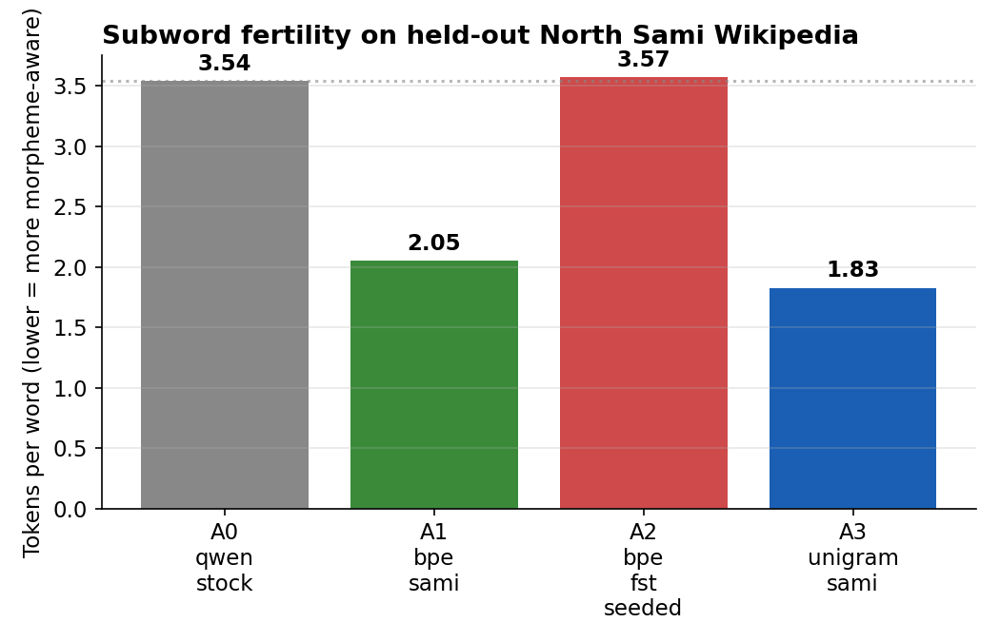 Subword fertility on held-out North Sami Wikipedia
Tokens per word (lower = more morpheme-aware)
3.5
3.0
2.5
2.0
1.5
1.0
0.5
0.0
3.54
2.05
3.57
1.83
A0
qwen
stock
A1
bpe
sami
A2
bpe
fst
seeded
A3
unigram
sami